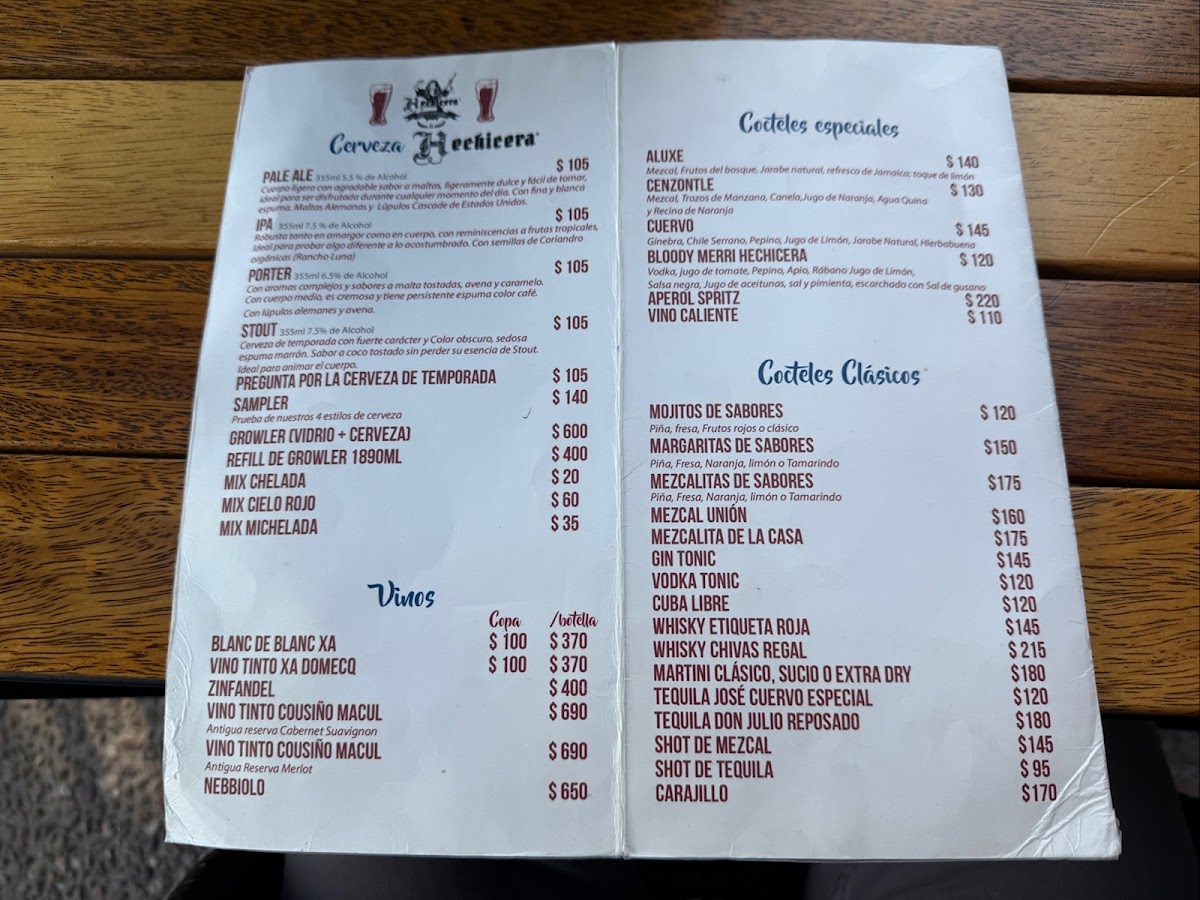 Hechicera
Cerveza Hechicera
PALE ALE 355ml 5.5 % de Alcohol $ 105
Cuerpo ligero con agradable sabor a maltas, ligeramente dulce y fácil de tomar,
ideal para ser disfrutado durante cualquier momento del día. Con fina y blanca
espuma. Maltas Alemanas y Lúpulos Cascade de Estados Unidos.
IPA 355ml 7.5 % de Alcohol $ 105
Robusto tanto en amargor como en cuerpo, con reminiscencias a frutas tropicales,
Ideal para probar algo diferente a lo acostumbrado. Con semillas de Coriandro
orgánicas (Rancho Luna)
PORTER 355ml 6.5% de Alcohol $ 105
Con aromas complejos y sabores a malta tostadas, avena y caramelo.
Con cuerpo medio, es cremosa y tiene persistente espuma color café.
Con lúpulos alemanes y avena.
STOUT 355ml 7.5% de Alcohol $ 105
Cerveza de temporada con fuerte carácter y Color obscuro, sedosa
espuma marrón. Sabor a coco tostado sin perder su esencia de Stout.
Ideal para animar el cuerpo.
PREGUNTA POR LA CERVEZA DE TEMPORADA $ 105
SAMPLER $ 140
Prueba de nuestros 4 estilos de cerveza
GROWLER (VIDRIO + CERVEZA) $ 600
REFILL DE GROWLER 1890ML $ 400
MIX CHELADA $ 20
MIX CIELO ROJO $ 60
MIX MICHELADA $ 35
Vinos
Copa /botella
BLANC DE BLANC XA $ 100 $ 370
VINO TINTO XA DOMECQ $ 100 $ 370
ZINFANDEL $ 400
VINO TINTO COUSIÑO MACUL $ 690
Antigua reserva Cabernet Suavignon
VINO TINTO COUSIÑO MACUL $ 690
Antigua Reserva Merlot
NEBBIOLO $ 650
Cocteles especiales
ALUXE $ 140
Mezcal, Frutos del bosque, Jarabe natural, refresco de Jamaica; toque de limón
CENZONTLE $ 130
Mezcal, Trozos de Manzana, Canela,Jugo de Naranja, Agua Quina
y Recina de Naranja
CUERVO $ 145
Ginebra, Chile Serrano, Pepino, Jugo de Limón, Jarabe Natural, Hierbabuena
BLOODY MERRI HECHICERA $ 120
Vodka, jugo de tomate, Pepino, Apio, Rábano Jugo de Limón,
Salsa negra, Jugo de aceitunas, sal y pimienta, escarchado con Sal de gusano
APEROL SPRITZ $ 220
VINO CALIENTE $ 110
Cocteles Clásicos
MOJITOS DE SABORES $ 120
Piña, fresa, Frutos rojos o clásico
MARGARITAS DE SABORES $150
Piña, Fresa, Naranja, limón o Tamarindo
MEZCALITAS DE SABORES $175
Piña, Fresa, Naranja, limón o Tamarindo
MEZCAL UNIÓN $160
MEZCALITA DE LA CASA $175
GIN TONIC $145
VODKA TONIC $120
CUBA LIBRE $120
WHISKY ETIQUETA ROJA $145
WHISKY CHIVAS REGAL $ 215
MARTINI CLÁSICO, SUCIO O EXTRA DRY $180
TEQUILA JOSÉ CUERVO ESPECIAL $120
TEQUILA DON JULIO REPOSADO $180
SHOT DE MEZCAL $145
SHOT DE TEQUILA $ 95
CARAJILLO $170